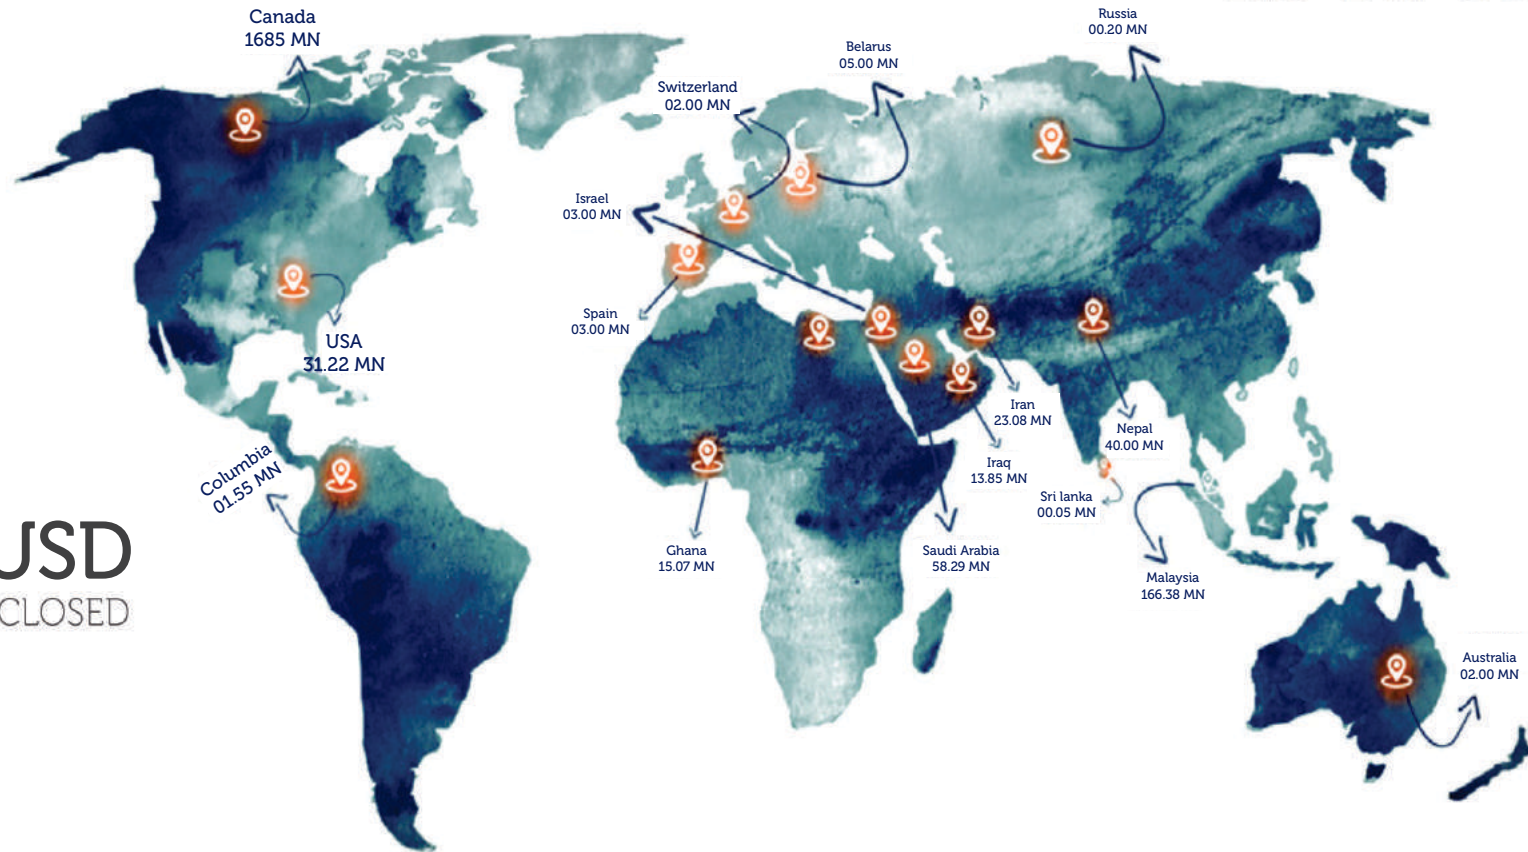 Canada
1685 MN
Russia
00.20 MN
Belarus
05.00 MN
Switzerland
02.00 MN
Israel
03.00 MN
Spain
03.00 MN
USA
31.22 MN
Iran
23.08 MN
Nepal
40.00 MN
Columbia
01.55 MN
Iraq
13.85 MN
Sri lanka
00.05 MN
Ghana
15.07 MN
Saudi Arabia
58.29 MN
Malaysia
166.38 MN
USD
CLOSED
Australia
02.00 MN